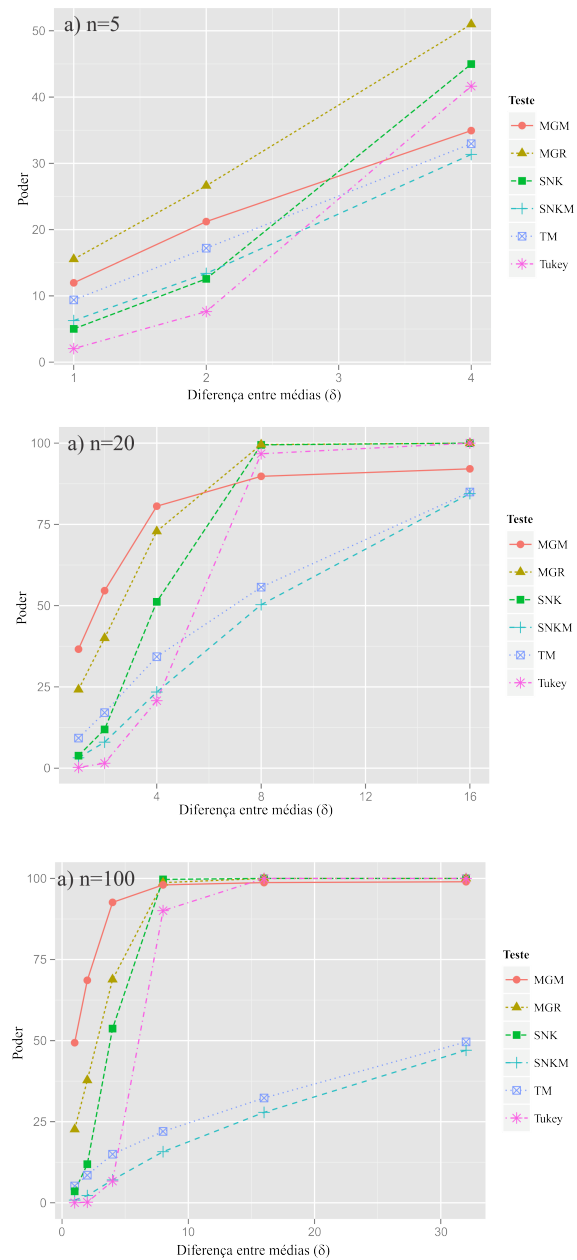 a) n=5
50
40
30
20
10
0
Poder
1
2
3
4
Diferença entre médias (δ)
Teste
MGM
MGR
SNK
SNKM
TM
Tukey
a) n=20
100
75
50
25
0
Poder
4
8
12
16
Diferença entre médias (δ)
Teste
MGM
MGR
SNK
SNKM
TM
Tukey
a) n=100
100
75
50
25
0
Poder
0
10
20
30
Diferença entre médias (δ)
Teste
MGM
MGR
SNK
SNKM
TM
Tukey